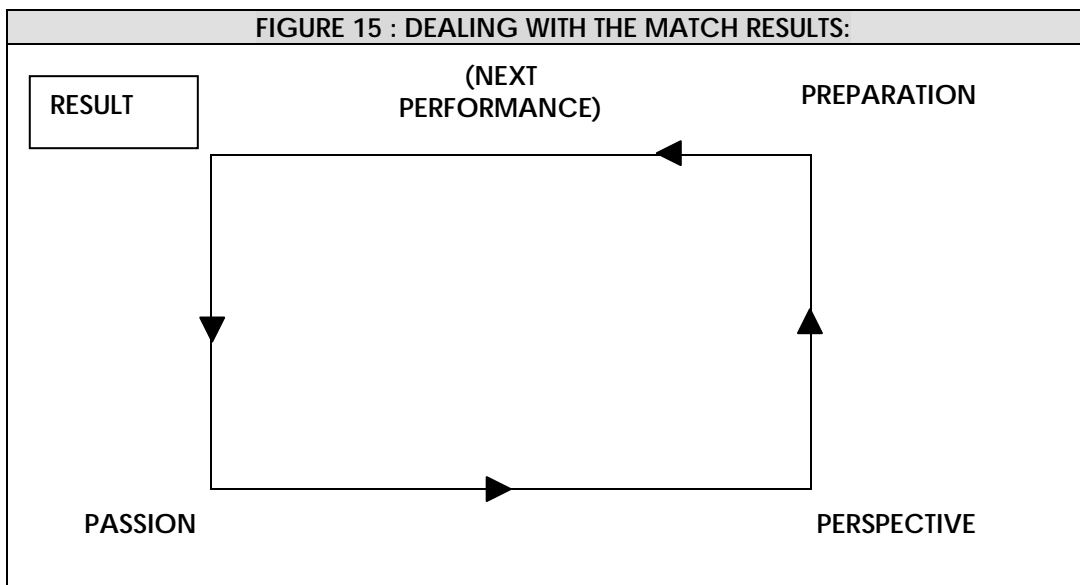 FIGURE 15 : DEALING WITH THE MATCH RESULTS:
RESULT
(NEXT
PERFORMANCE)
PREPARATION
PASSION
PERSPECTIVE